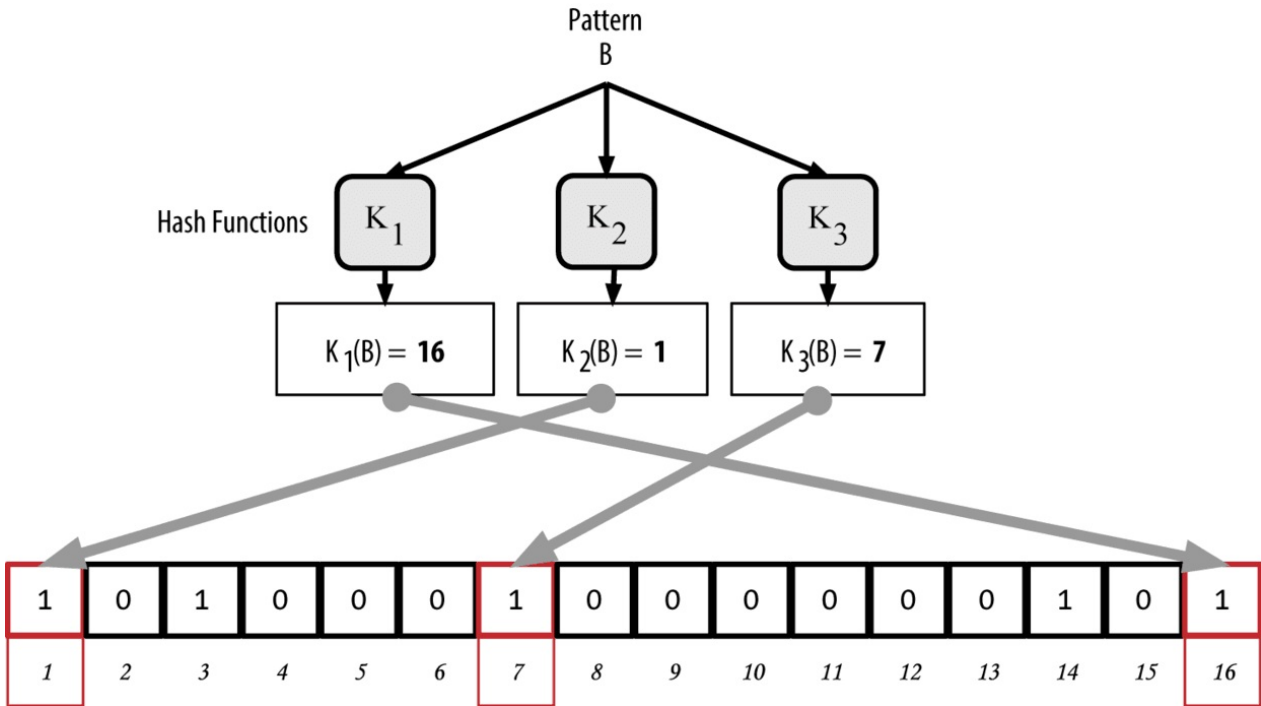 Pattern
B
Hash Functions
K1
K2
K3
K1(B) = 16
K2(B) = 1
K3(B) = 7
1 0 1 0 0 0 1 0 0 0 0 0 0 1 0 1
1 2 3 4 5 6 7 8 9 10 11 12 13 14 15 16